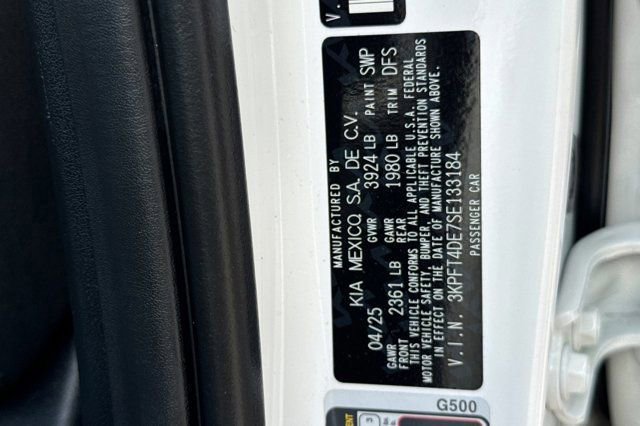 MANUFACTURED BY
KIA MEXICO, S.A. DE C.V.
04/25 GVWR 3924 LB PAINT SWP
GAWR FRONT 2361 LB GAWR REAR 1980 LB TRIM DFS
THIS VEHICLE CONFORMS TO ALL APPLICABLE U.S.A. FEDERAL
MOTOR VEHICLE SAFETY, BUMPER, AND THEFT PREVENTION STANDARDS
IN EFFECT ON THE DATE OF MANUFACTURE SHOWN ABOVE.
V.I.N. 3KPFT4DE7SE133184
PASSENGER CAR
G500